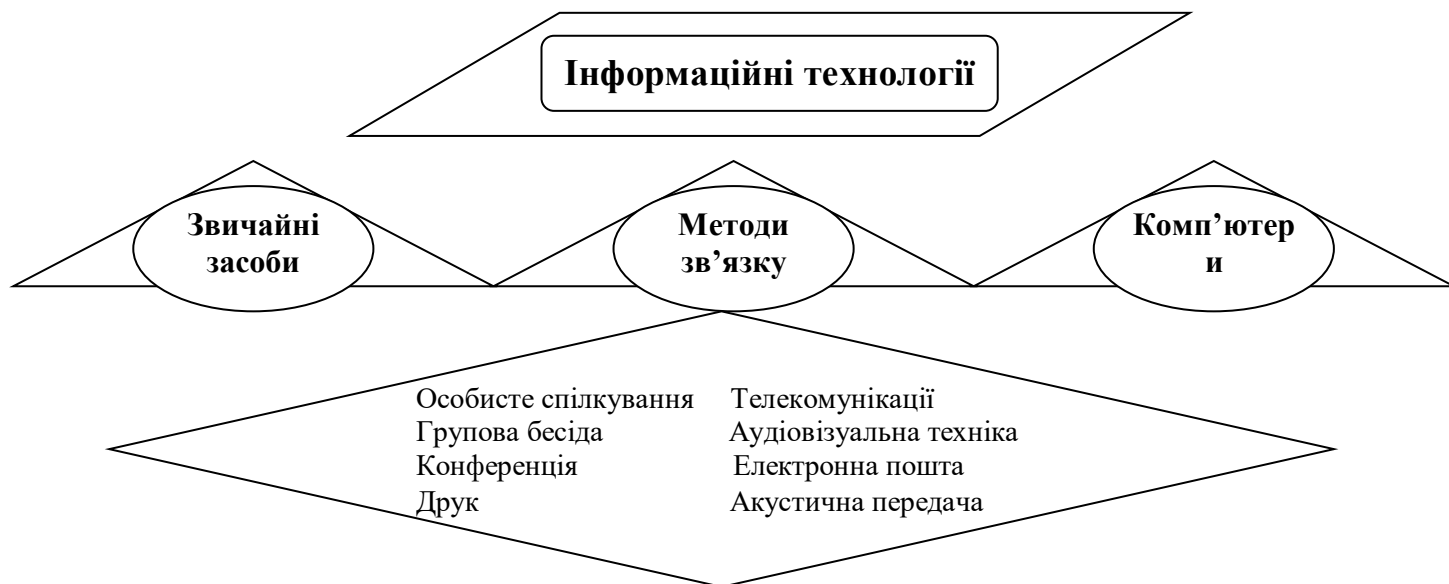 Інформаційні технології
Звичайні
засоби
Методи
зв’язку
Комп’ютер
и
Особисте спілкування Телекомунікації
Групова бесіда Аудіовізуальна техніка
Конференція Електронна пошта
Друк Акустична передача